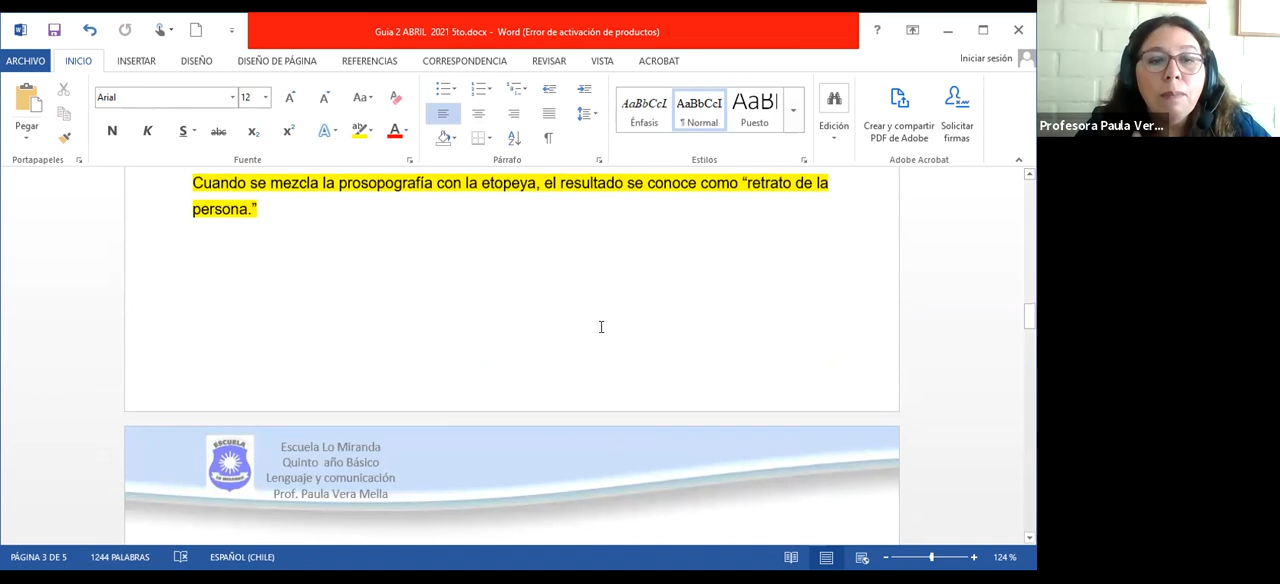 Guia 2 ABRIL 2021 5to.docx - Word (Error de activación de productos)
ARCHIVO INICIO INSERTAR DISEÑO DISEÑO DE PÁGINA REFERENCIAS CORRESPONDENCIA REVISAR VISTA ACROBAT Iniciar sesión
Pegar
Arial 12
Aa
N K S abc x₂ x² A A
AaBbCcL AaBbCcI AaBI
Énfasis ¶ Normal Puesto
Edición
Crear y compartir PDF de Adobe
Solicitar firmas
Portapapeles Fuente Párrafo Estilos Adobe Acrobat
Profesora Paula Ver...
Cuando se mezcla la prosopografía con la etopeya, el resultado se conoce como “retrato de la
persona.”
ESCUELA
Escuela Lo Miranda
Quinto año Básico
Lenguaje y comunicación
Prof. Paula Vera Mella
PÁGINA 3 DE 5 1244 PALABRAS ESPAÑOL (CHILE) 124 %